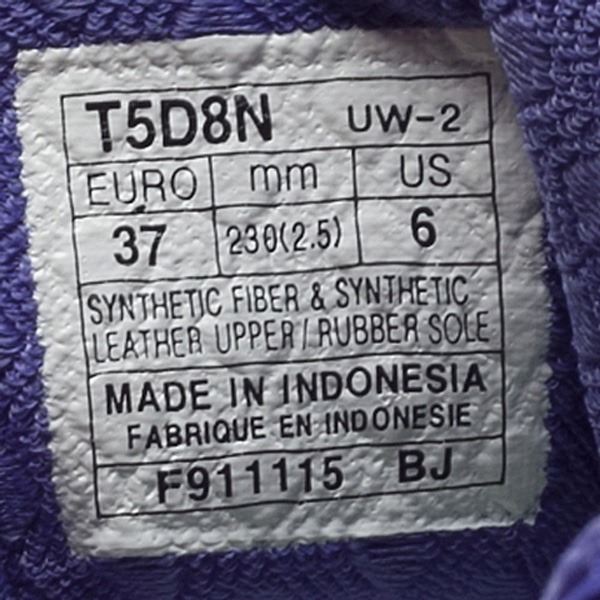 T5D8N UW-2
EURO mm US
37 230(2.5) 6
SYNTHETIC FIBER & SYNTHETIC
LEATHER UPPER / RUBBER SOLE
MADE IN INDONESIA
FABRIQUE EN INDONESIE
F911115 BJ